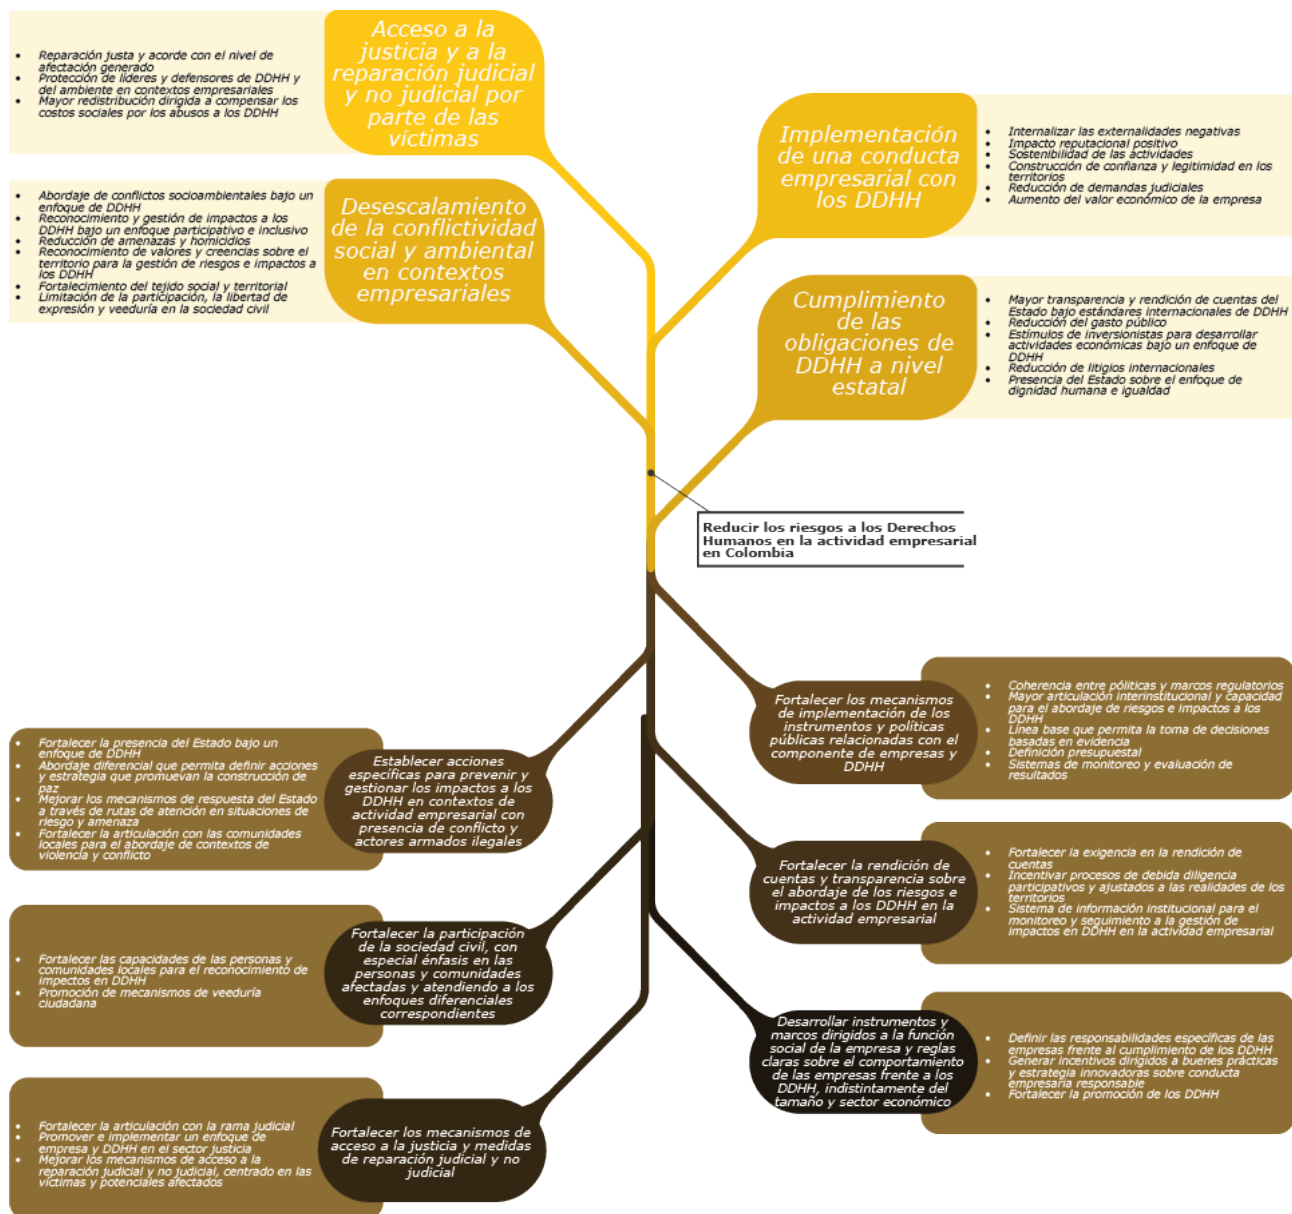 Acceso a la
justicia y a la
reparación judicial
y no judicial por
parte de las
víctimas
• Reparación justa y acorde con el nivel de
afectación generado
• Protección de líderes y defensores de DDHH y
del ambiente en contextos empresariales
• Mayor redistribución dirigida a compensar los
costos sociales por los abusos a los DDHH
Implementación
de una conducta
empresarial con
los DDHH
• Internalizar las externalidades negativas
• Impacto reputacional positivo
• Sostenibilidad de las actividades
• Construcción de confianza y legitimidad en los
territorios
• Reducción de demandas judiciales
• Aumento del valor económico de la empresa
Desescalamiento
de la conflictividad
social y ambiental
en contextos
empresariales
• Abordaje de conflictos socioambientales bajo un
enfoque de DDHH
• Reconocimiento y gestión de impactos a los
DDHH bajo un enfoque participativo e inclusivo
• Reducción de amenazas y homicidios
• Reconocimiento de valores y creencias sobre el
territorio para la gestión de riesgos e impactos a
los DDHH
• Fortalecimiento del tejido social y territorial
• Limitación de la participación, la libertad de
expresión y veeduría en la sociedad civil
Cumplimiento
de las
obligaciones de
DDHH a nivel
estatal
• Mayor transparencia y rendición de cuentas del
Estado bajo estándares internacionales de DDHH
• Reducción del gasto público
• Estímulos de inversionistas para desarrollar
actividades económicas bajo un enfoque de
DDHH
• Reducción de litigios internacionales
• Presencia del Estado sobre el enfoque de
dignidad humana e igualdad
Reducir los riesgos a los Derechos
Humanos en la actividad empresarial
en Colombia
Fortalecer los mecanismos
de implementación de los
instrumentos y políticas
públicas relacionadas con el
componente de empresas y
DDHH
• Coherencia entre póliticas y marcos regulatorios
• Mayor articulación interinstitucional y capacidad
para el abordaje de riesgos e impactos a los
DDHH
• Línea base que permita la toma de decisiones
basadas en evidencia
• Definición presupuestal
• Sistemas de monitoreo y evaluación de
resultados
• Fortalecer la presencia del Estado bajo un
enfoque de DDHH
• Abordaje diferencial que permita definir acciones
y estrategia que promuevan la construcción de
paz
• Mejorar los mecanismos de respuesta del Estado
a través de rutas de atención en situaciones de
riesgo y amenaza
• Fortalecer la articulación con las comunidades
locales para el abordaje de contextos de
violencia y conflicto
Establecer acciones
específicas para prevenir y
gestionar los impactos a los
DDHH en contextos de
actividad empresarial con
presencia de conflicto y
actores armados ilegales
Fortalecer la rendición de
cuentas y transparencia sobre
el abordaje de los riesgos e
impactos a los DDHH en la
actividad empresarial
• Fortalecer la exigencia en la rendición de
cuentas
• Incentivar procesos de debida diligencia
participativos y ajustados a las realidades de los
territorios
• Sistema de información institucional para el
monitoreo y seguimiento a la gestión de
impactos en DDHH en la actividad empresarial
• Fortalecer las capacidades de las personas y
comunidades locales para el reconocimiento de
impectos en DDHH
• Promoción de mecanismos de veeduría
ciudadana
Fortalecer la participación
de la sociedad civil, con
especial énfasis en las
personas y comunidades
afectadas y atendiendo a los
enfoques diferenciales
correspondientes
Desarrollar instrumentos y
marcos dirigidos a la función
social de la empresa y reglas
claras sobre el comportamiento
de las empresas frente a los
DDHH, indistintamente del
tamaño y sector económico
• Definir las responsabilidades específicas de las
empresas frente al cumplimiento de los DDHH
• Generar incentivos dirigidos a buenes prácticas
y estrategia innovadoras sobre conducta
empresaria responsable
• Fortalecer la promoción de los DDHH
• Fortalecer la articulación con la rama judicial
• Promover e implementar un enfoque de
empresa y DDHH en el sector justicia
• Mejorar los mecanismos de acceso a la
reparación judicial y no judicial, centrado en las
víctimas y potenciales afectados
Fortalecer los mecanismos de
acceso a la justicia y medidas
de reparación judicial y no
judicial